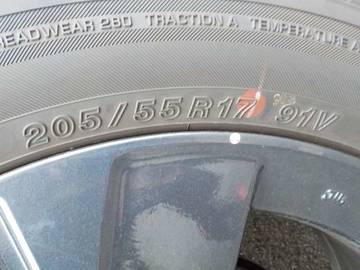 TREADWEAR 280 TRACTION A TEMPERATURE A
205/55R17 91V